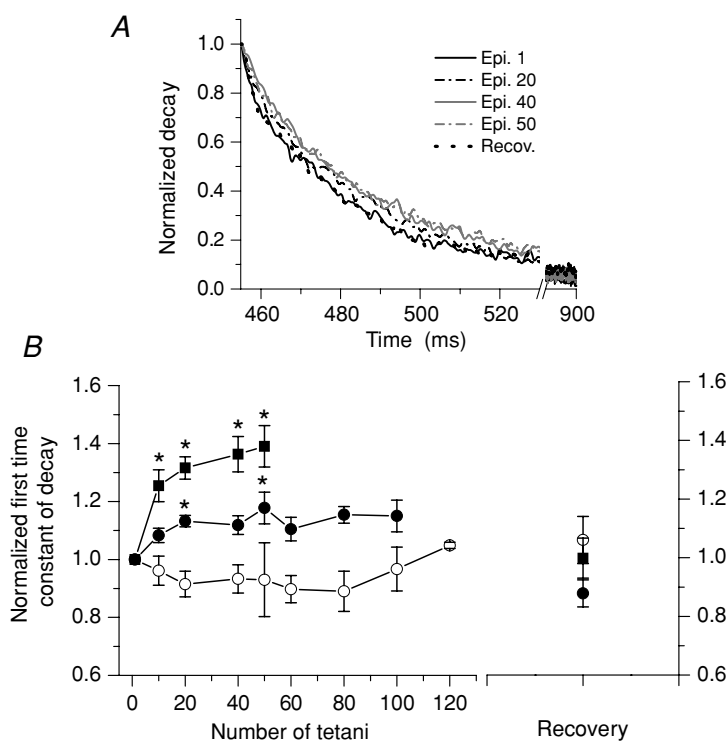 A
Normalized decay
1.0
0.8
0.6
0.4
0.2
0.0
Epi. 1
Epi. 20
Epi. 40
Epi. 50
Recov.
460 480 500 520 900
Time (ms)
B
Normalized first time
constant of decay
1.6
1.4
1.2
1.0
0.8
0.6
* * * *
* *
1.6
1.4
1.2
1.0
0.8
0.6
0 20 40 60 80 100 120
Number of tetani
Recovery